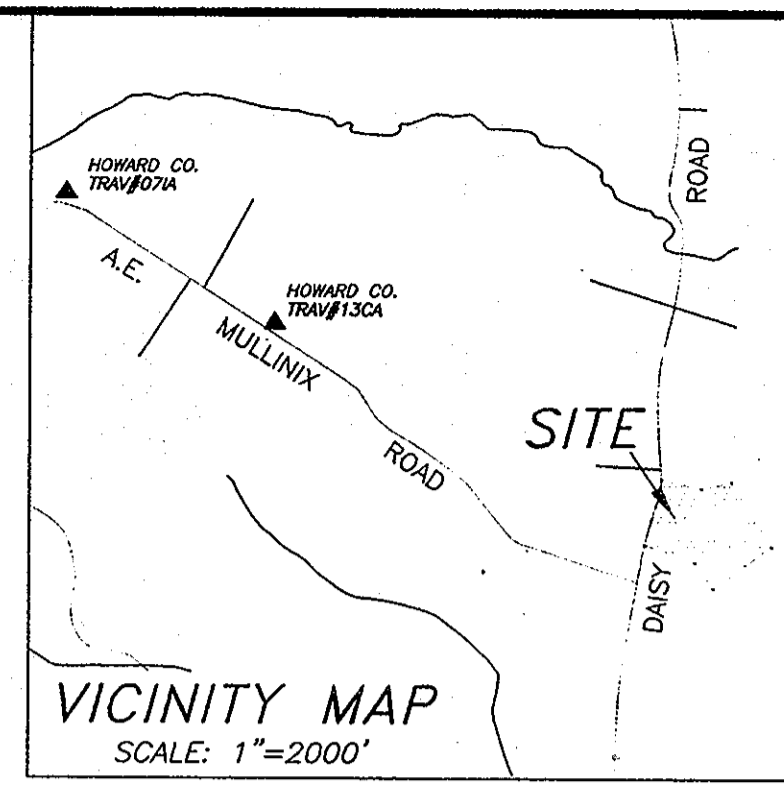 HOWARD CO.
TRAV#071A
A.E.
HOWARD CO.
TRAV#13CA
MULLINIX
ROAD
ROAD
SITE
DAISY
VICINITY MAP
SCALE: 1"=2000'